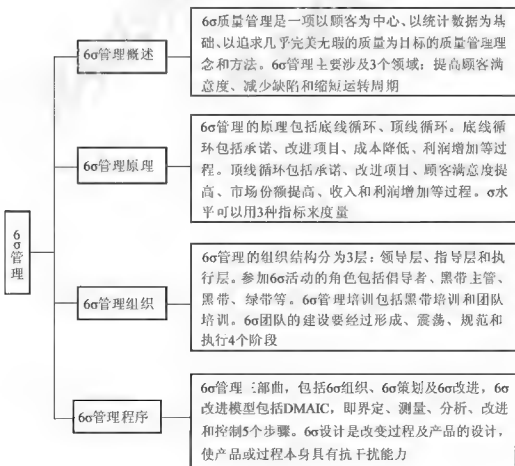 6σ质量管理是一项以顾客为中心、以统计数据为基
础、以追求几乎完美无瑕的质量为目标的质量管理理
念和方法。6σ管理主要涉及3个领域：提高顾客满
意度、减少缺陷和缩短运转周期
6σ管理概述
6σ管理的原理包括底线循环、顶线循环。底线循
环包括承诺、改进项目、成本降低、利润增加等过
程。顶线循环包括承诺、改进项目、顾客满意度提
高、市场份额提高、收入和利润增加等过程。σ水
平可以用3种指标来度量
6σ管理原理
6σ管理
6σ管理的组织结构分为3层：领导层、指导层和执
行层。参加6σ活动的角色包括倡导者、黑带主管、
黑带、绿带等。6σ管理培训包括黑带培训和团队
培训。6σ团队的建设要经过形成、震荡、规范和
执行4个阶段
6σ管理组织
6σ管理三部曲，包括6σ组织、6σ策划及6σ改进，6σ
改进模型包括DMAIC，即界定、测量、分析、改进
和控制5个步骤。6σ设计是改变过程及产品的设计，
使产品或过程本身具有抗干扰能力
6σ管理程序